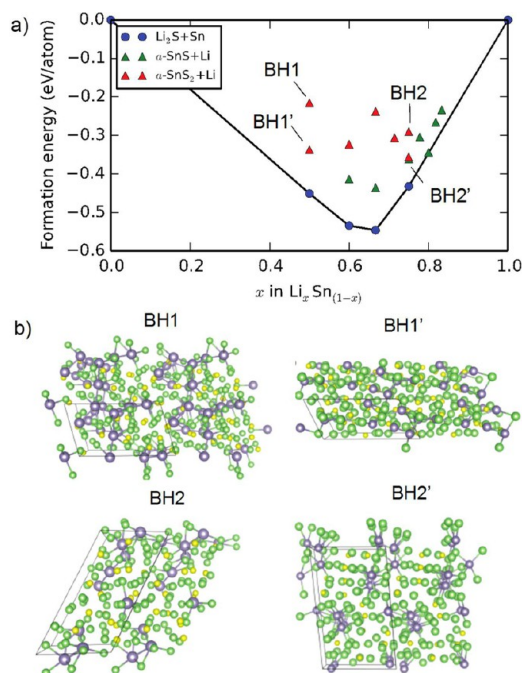 a)
Li₂S+Sn
a-SnS+Li
a-SnS₂+Li
BH1
BH1'
BH2
BH2'
Formation energy (eV/atom)
0.0
−0.1
−0.2
−0.3
−0.4
−0.5
−0.6
0.0 0.2 0.4 0.6 0.8 1.0
x in LiₓSn₍₁₋ₓ₎
b)
BH1 BH1'
BH2 BH2'